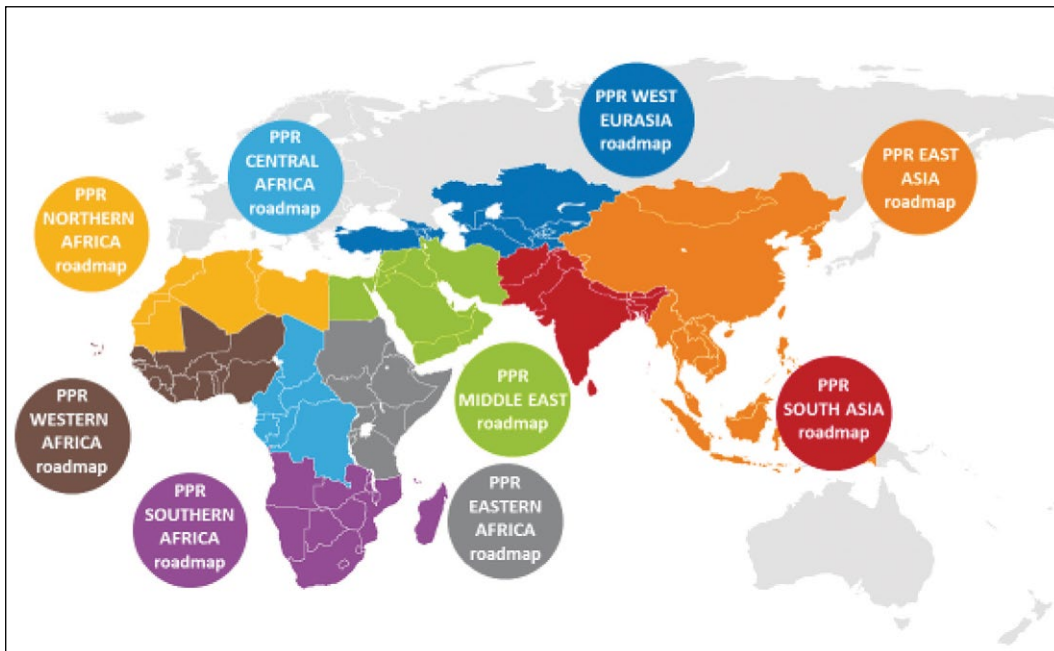 PPR WEST
EURASIA
roadmap
PPR
CENTRAL
AFRICA
roadmap
PPR EAST
ASIA
roadmap
PPR
NORTHERN
AFRICA
roadmap
PPR
WESTERN
AFRICA
roadmap
PPR
MIDDLE EAST
roadmap
PPR
SOUTH ASIA
roadmap
PPR
SOUTHERN
AFRICA
roadmap
PPR
EASTERN
AFRICA
roadmap